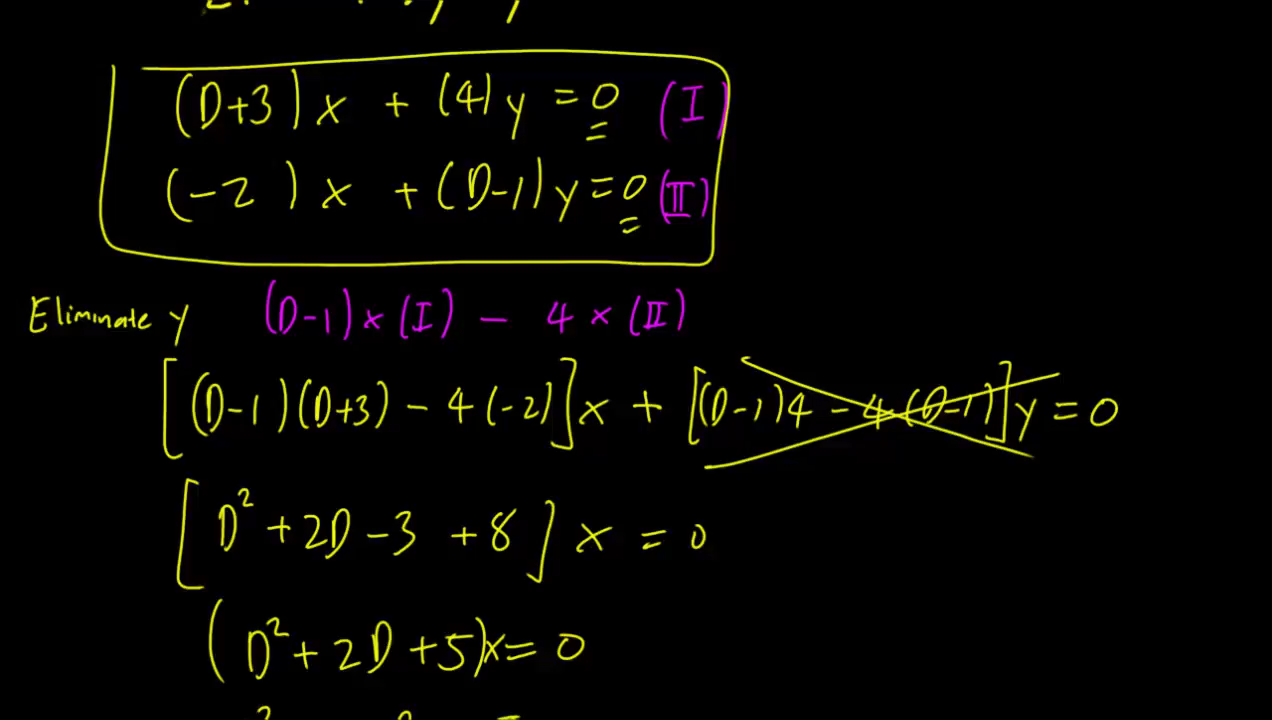 (D+3)x + (4)y = 0 (I)
(-2)x + (D-1)y = 0 (II)
Eliminate y (D-1)×(I) - 4×(II)
[(D-1)(D+3) - 4(-2)]x + [(D-1)4 - 4(D-1)]y = 0
[D² + 2D - 3 + 8]x = 0
(D² + 2D + 5)x = 0